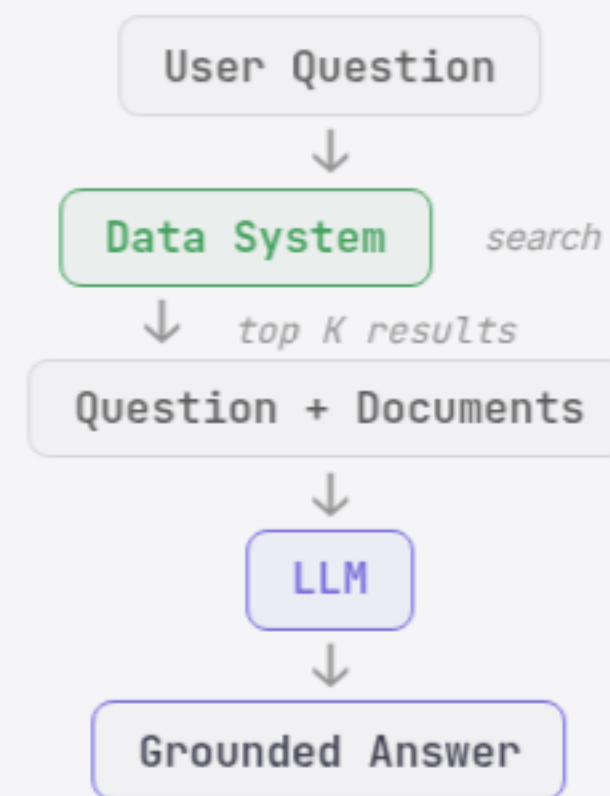 User Question
↓
Data System search
↓ top K results
Question + Documents
↓
LLM
↓
Grounded Answer